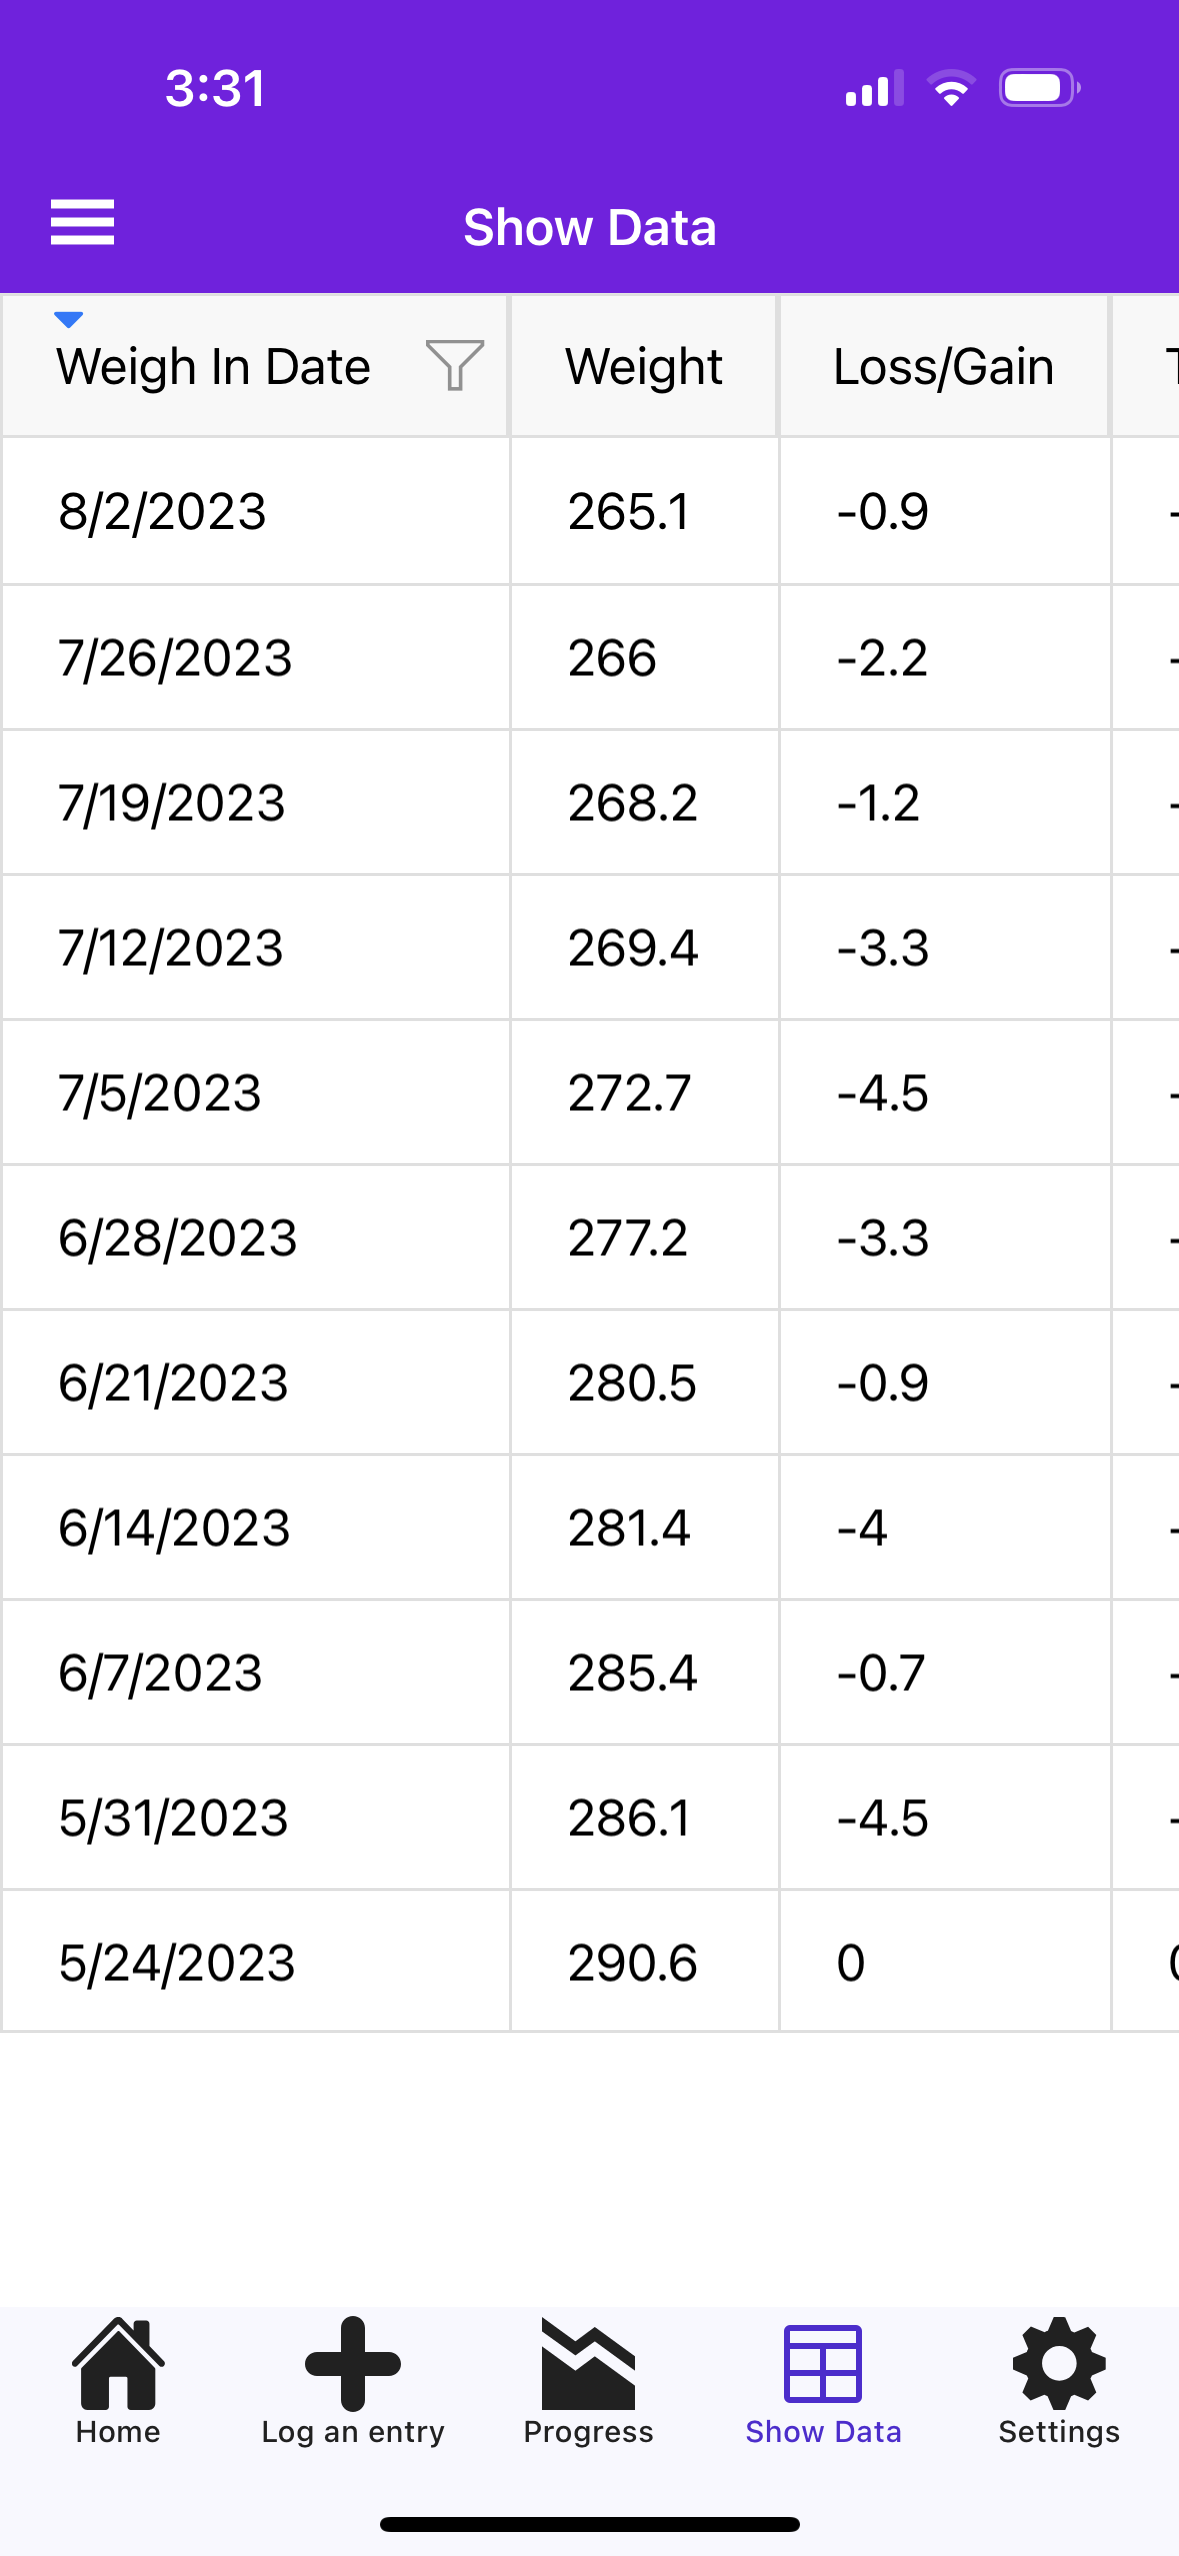 3:31
Show Data
Weigh In Date Weight Loss/Gain
8/2/2023 265.1 -0.9 -
7/26/2023 266 -2.2 -
7/19/2023 268.2 -1.2 -
7/12/2023 269.4 -3.3 -
7/5/2023 272.7 -4.5 -
6/28/2023 277.2 -3.3 -
6/21/2023 280.5 -0.9 -
6/14/2023 281.4 -4 -
6/7/2023 285.4 -0.7 -
5/31/2023 286.1 -4.5 -
5/24/2023 290.6 0
Home Log an entry Progress Show Data Settings